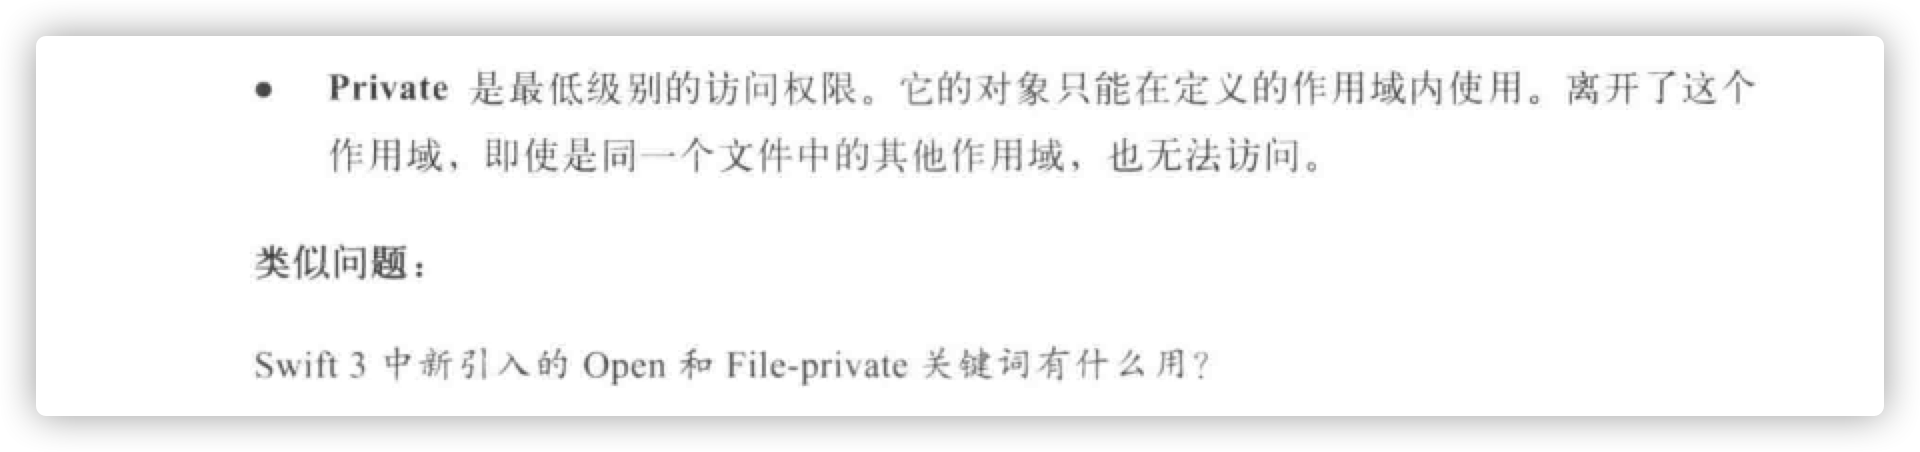 • Private 是最低级别的访问权限。它的对象只能在定义的作用域内使用。离开了这个
作用域，即使是同一个文件中的其他作用域，也无法访问。
类似问题：
Swift 3 中新引入的 Open 和 File-private 关键词有什么用？